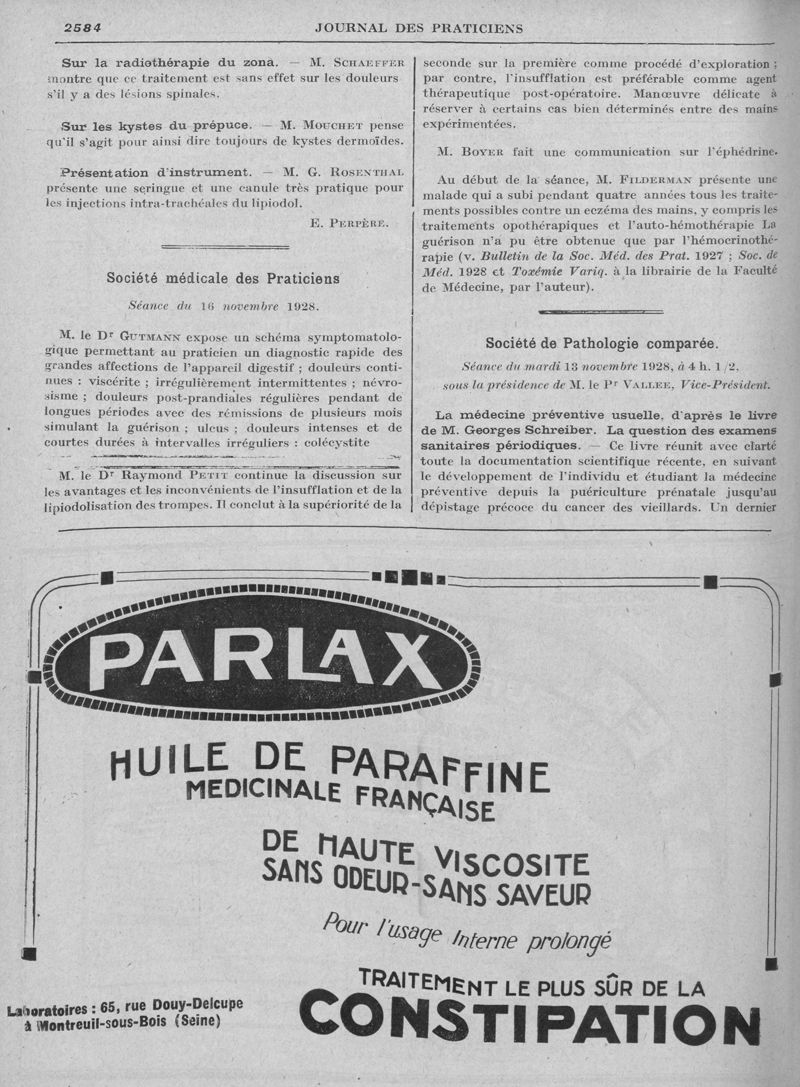 2584
JOURNAL DES PRATICIENS
Sur la radiothérapie du zona. — M. SCHAEFFER
montre que ce traitement est sans effet sur les douleurs
s'il y a des lésions spinales.
Sur les kystes du prépuce. — M. MOUCHET pense
qu'il s'agit pour ainsi dire toujours de kystes dermoïdes.
Présentation d'instrument. — M. G. ROSENTHAL
présente une seringue et une canule très pratique pour
les injections intra-trachéales du lipiodol.
E. PERPÈRE.
Société médicale des Praticiens
Séance du 16 novembre 1928.
M. le Dr GUTMANN expose un schéma symptomatolo-
gique permettant au praticien un diagnostic rapide des
grandes affections de l'appareil digestif ; douleurs conti-
nues : viscérite ; irrégulièrement intermittentes ; névro-
sisme ; douleurs post-prandiales régulières pendant de
longues périodes avec des rémissions de plusieurs mois
simulant la guérison ; ulcus ; douleurs intenses et de
courtes durées à intervalles irréguliers : colécystite
M. le Dr Raymond PETIT continue la discussion sur
les avantages et les inconvénients de l'insufflation et de la
lipiodolisation des trompes. Il conclut à la supériorité de la
seconde sur la première comme procédé d'exploration ;
par contre, l'insufflation est préférable comme agent
thérapeutique post-opératoire. Manœuvre délicate à
réserver à certains cas bien déterminés entre des mains
expérimentées.
M. BOYER fait une communication sur l'éphédrine.
Au début de la séance, M. FILDERMAN présente une
malade qui a subi pendant quatre années tous les traite-
ments possibles contre un eczéma des mains, y compris les
traitements opothérapiques et l'auto-hémothérapie La
guérison n'a pu être obtenue que par l'hémocrinothé-
rapie (v. Bulletin de la Soc. Méd. des Prat. 1927 ; Soc. de
Méd. 1928 et Toxémie Variq. à la librairie de la Faculté
de Médecine, par l'auteur).
Société de Pathologie comparée.
Séance du mardi 13 novembre 1928, à 4 h. 1/2.
sous la présidence de M. le Pr VALLEE, Vice-Président.
La médecine préventive usuelle, d'après le livre
de M. Georges Schreiber. La question des examens
sanitaires périodiques. — Ce livre réunit avec clarté
toute la documentation scientifique récente, en suivant
le développement de l'individu et étudiant la médecine
préventive depuis la puériculture prénatale jusqu'au
dépistage précoce du cancer des vieillards. Un dernier
PARLAX
HUILE DE PARAFFINE
MEDICINALE FRANÇAISE
DE HAUTE VISCOSITE
SANS ODEUR-SANS SAVEUR
Pour l'usage Interne prolongé
TRAITEMENT LE PLUS SÛR DE LA
CONSTIPATION
Laboratoires : 65, rue Douy-Delcupe
à Montreuil-sous-Bois (Seine)